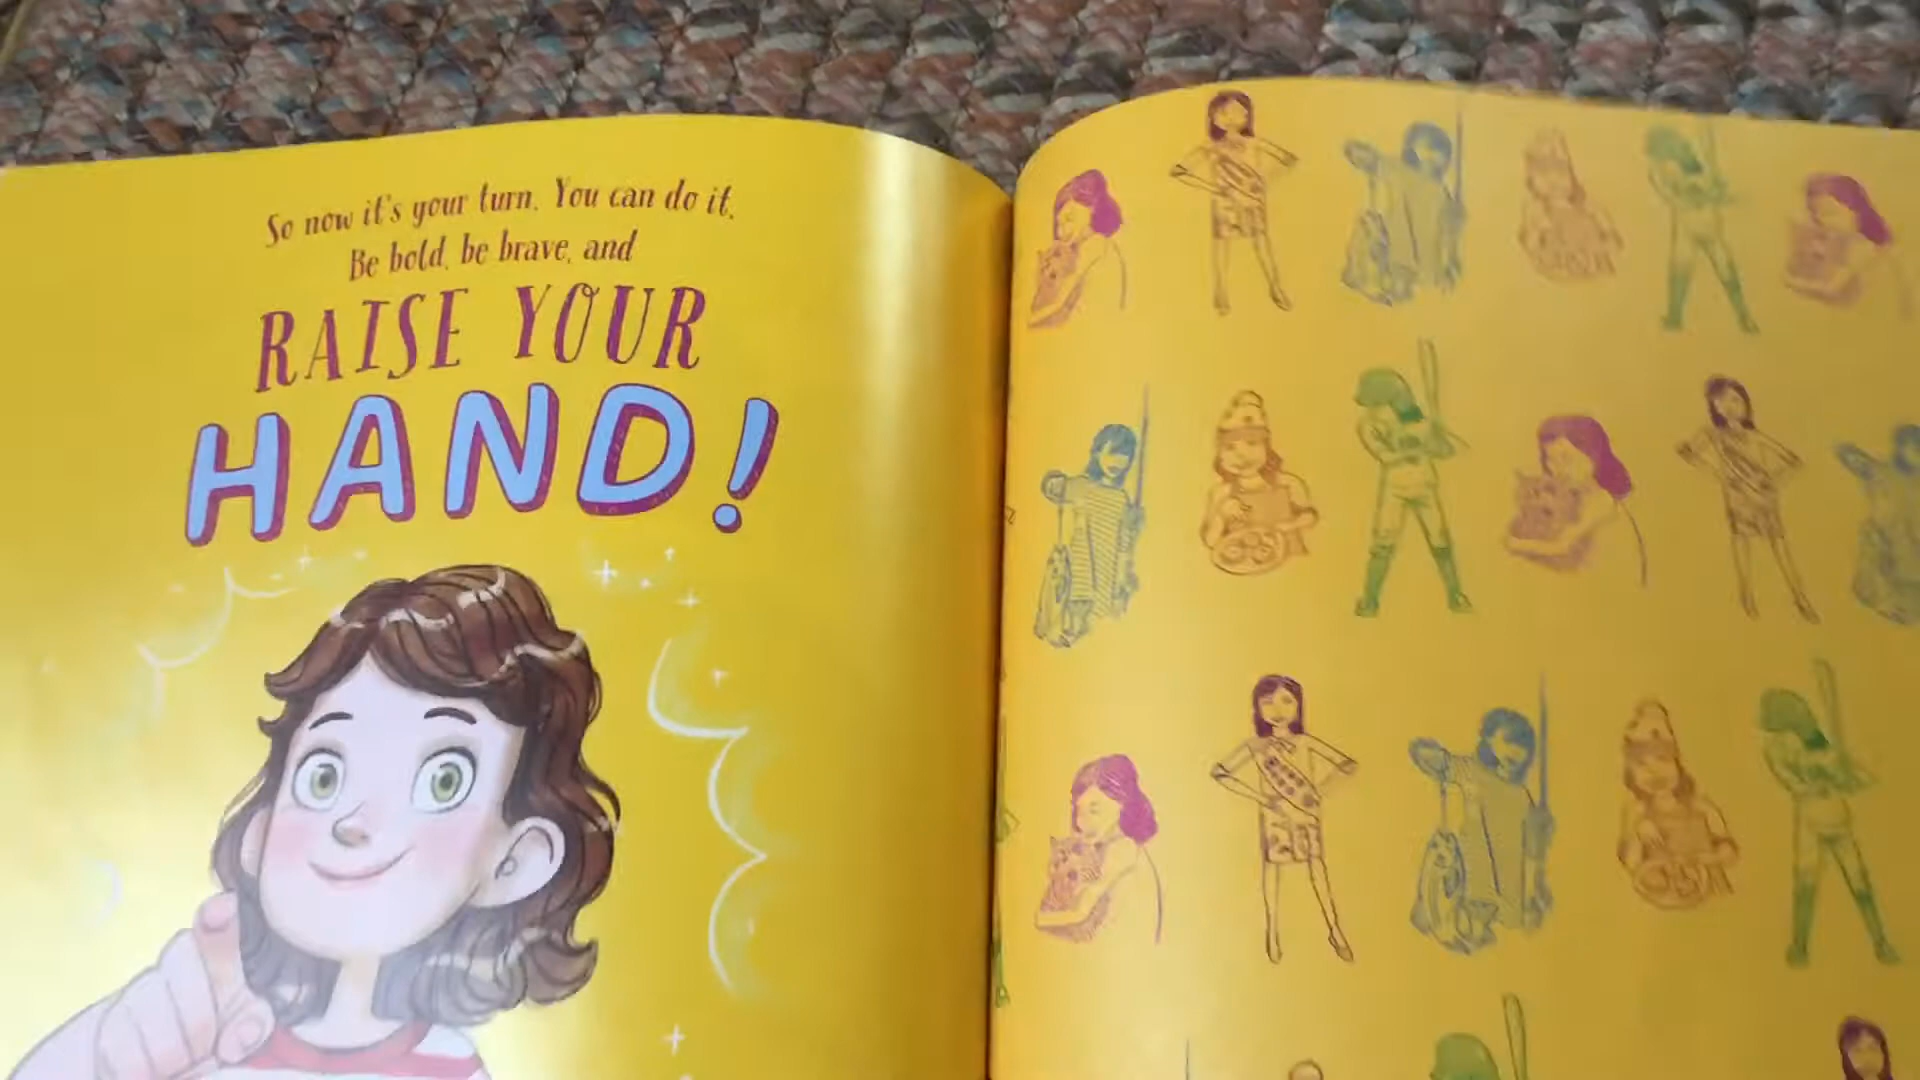 So now it's your turn. You can do it.
Be bold, be brave, and
RAISE YOUR
HAND!